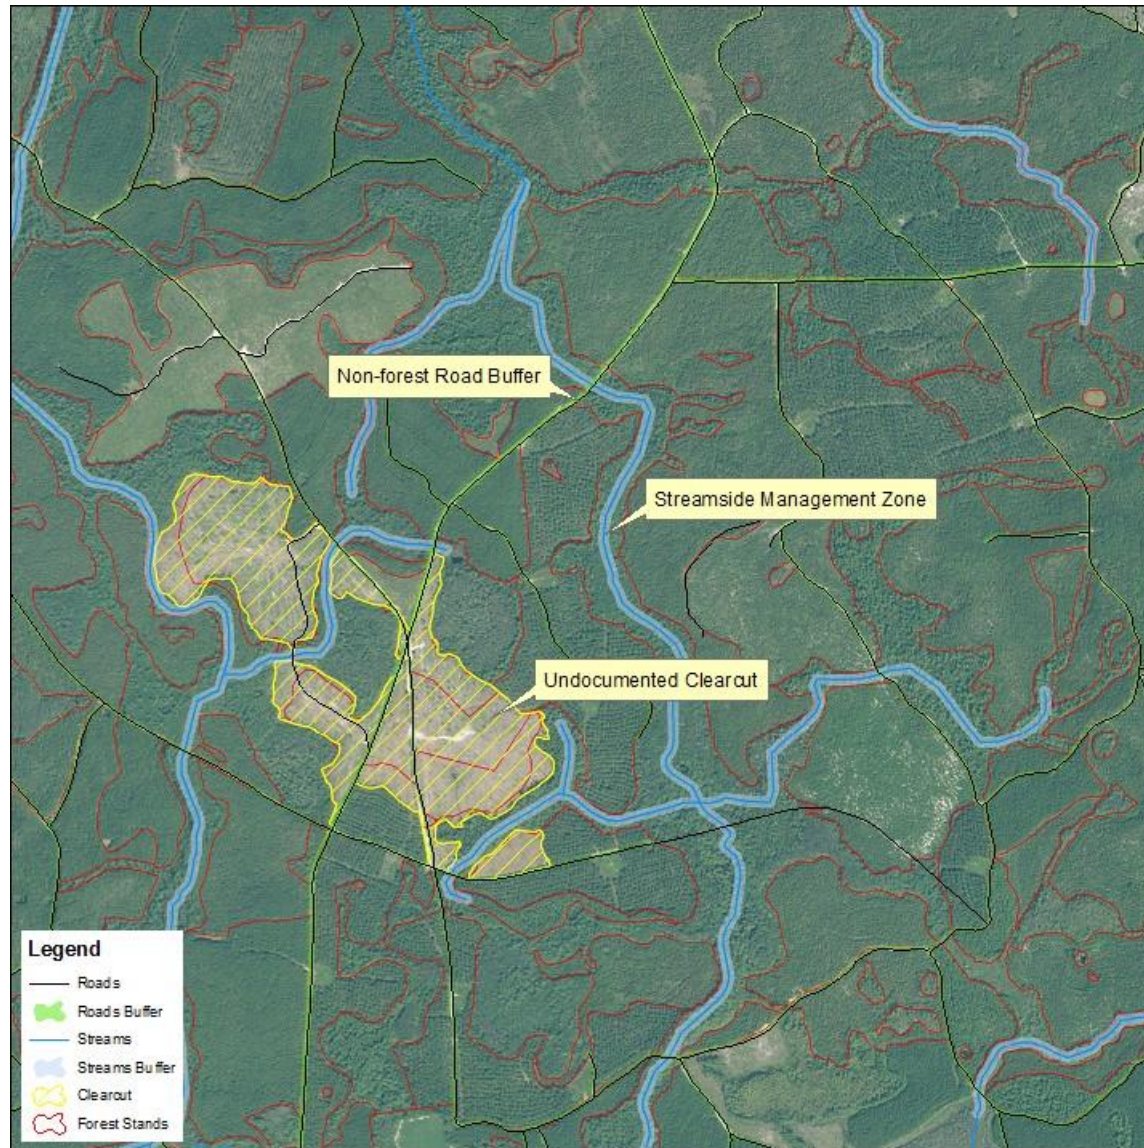 Non-forest Road Buffer
Streamside Management Zone
Undocumented Clearcut
Legend
Roads
Roads Buffer
Streams
Streams Buffer
Clearcut
Forest Stands